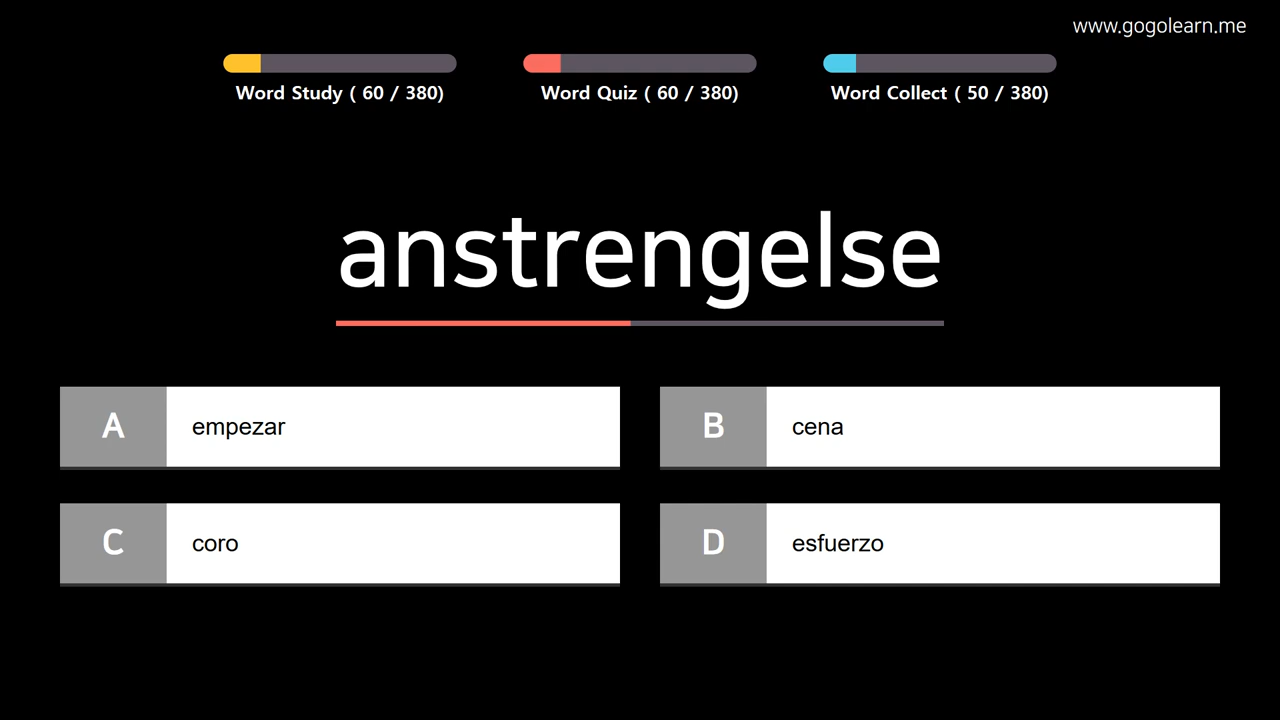 www.gogolearn.me
Word Study ( 60 / 380)
Word Quiz ( 60 / 380)
Word Collect ( 50 / 380)
anstrengelse
A empezar
B cena
C coro
D esfuerzo